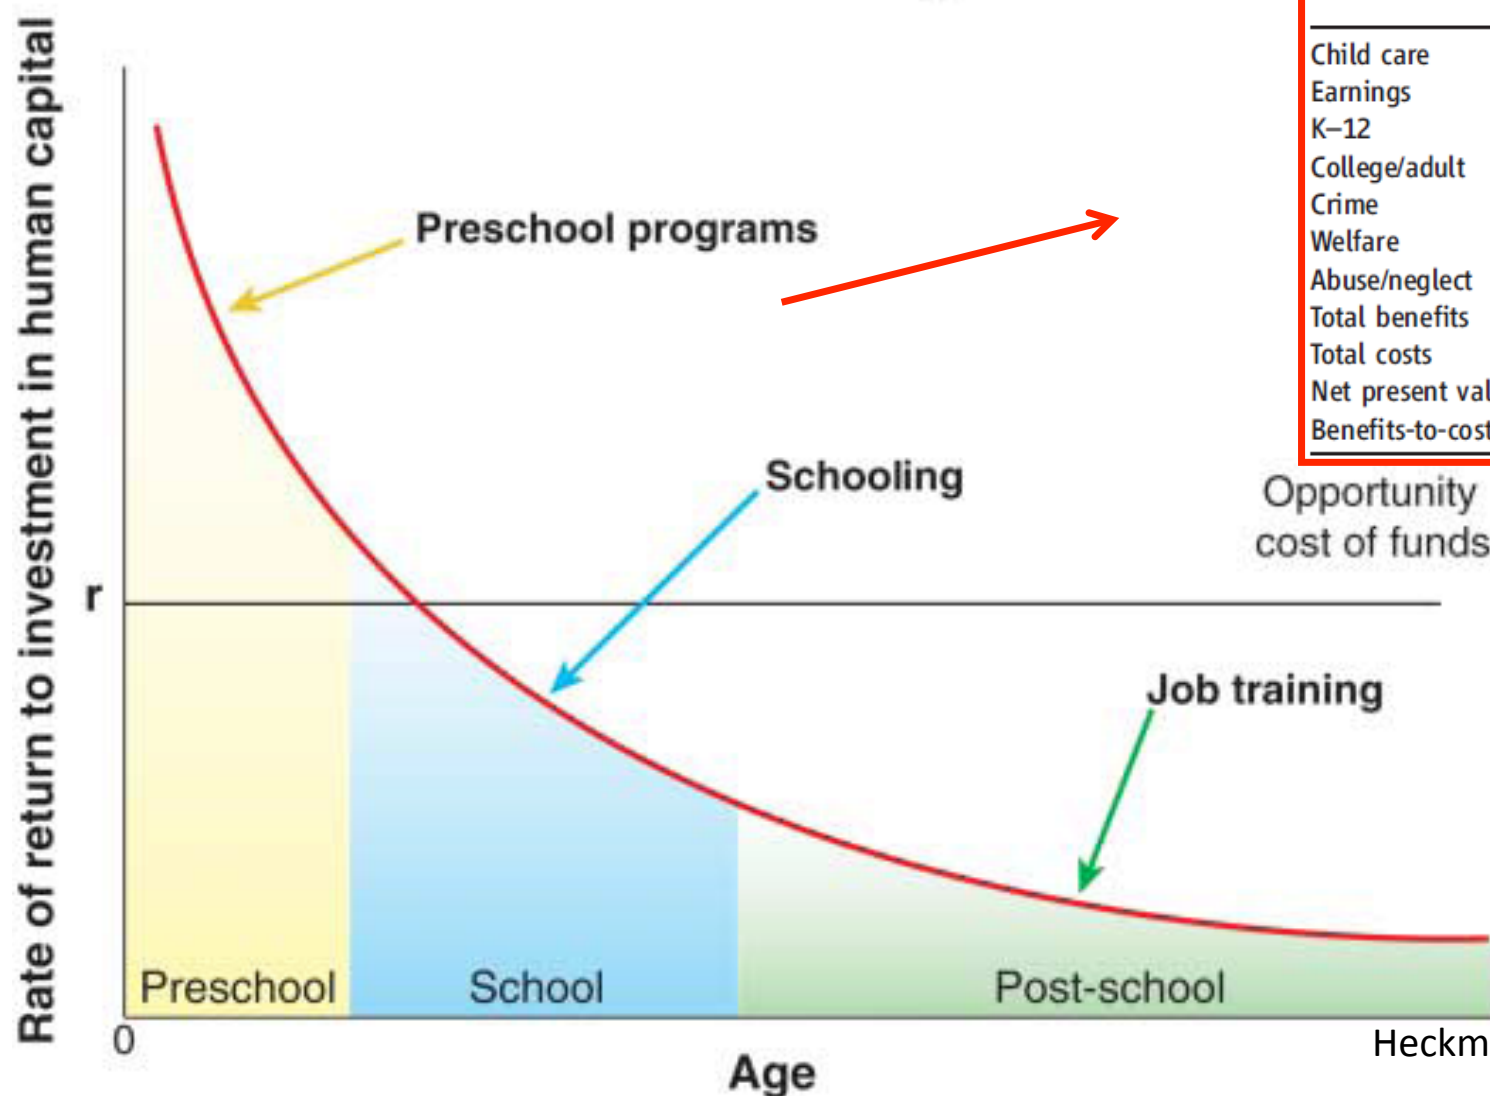 Rate of return to investment in human capital
Child care
Earnings
K–12
College/adult
Crime
Welfare
Abuse/neglect
Total benefits
Total costs
Net present val
Benefits-to-cost
Preschool programs
Schooling
Opportunity
cost of funds
r
Job training
Preschool
School
Post-school
0
Heckm
Age